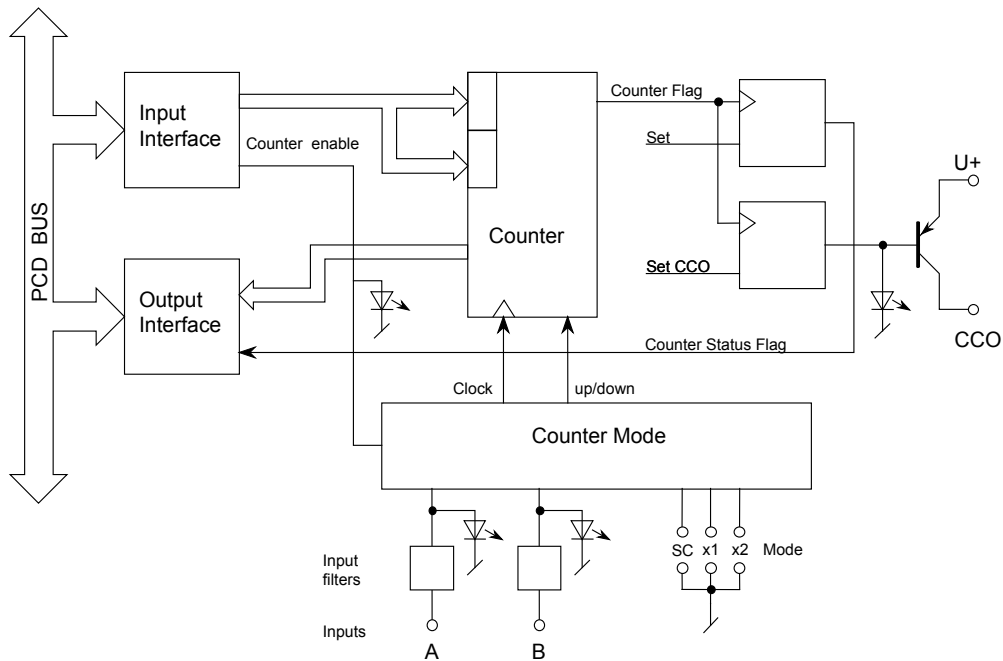 PCD BUS
Input
Interface
Counter enable
Counter
Counter Flag
Set
Set CCO
U+
CCO
Output
Interface
Counter Status Flag
Clock
up/down
Counter Mode
Input
filters
SC x1 x2 Mode
Inputs
A B